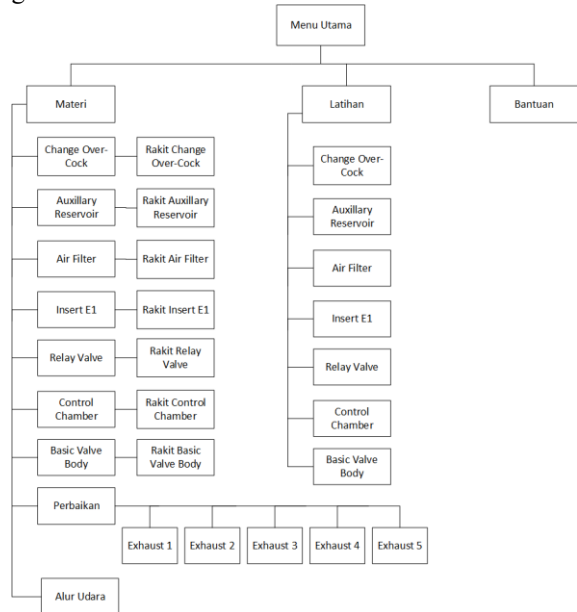 Menu Utama
Materi
Latihan
Bantuan
Change Over-
Cock
Rakit Change
Over-Cock
Auxillary
Reservoir
Rakit Auxillary
Reservoir
Air Filter
Rakit Air Filter
Insert E1
Rakit Insert E1
Relay Valve
Rakit Relay
Valve
Control
Chamber
Rakit Control
Chamber
Basic Valve
Body
Rakit Basic
Valve Body
Perbaikan
Exhaust 1
Exhaust 2
Exhaust 3
Exhaust 4
Exhaust 5
Alur Udara
Change Over-
Cock
Auxillary
Reservoir
Air Filter
Insert E1
Relay Valve
Control
Chamber
Basic Valve
Body